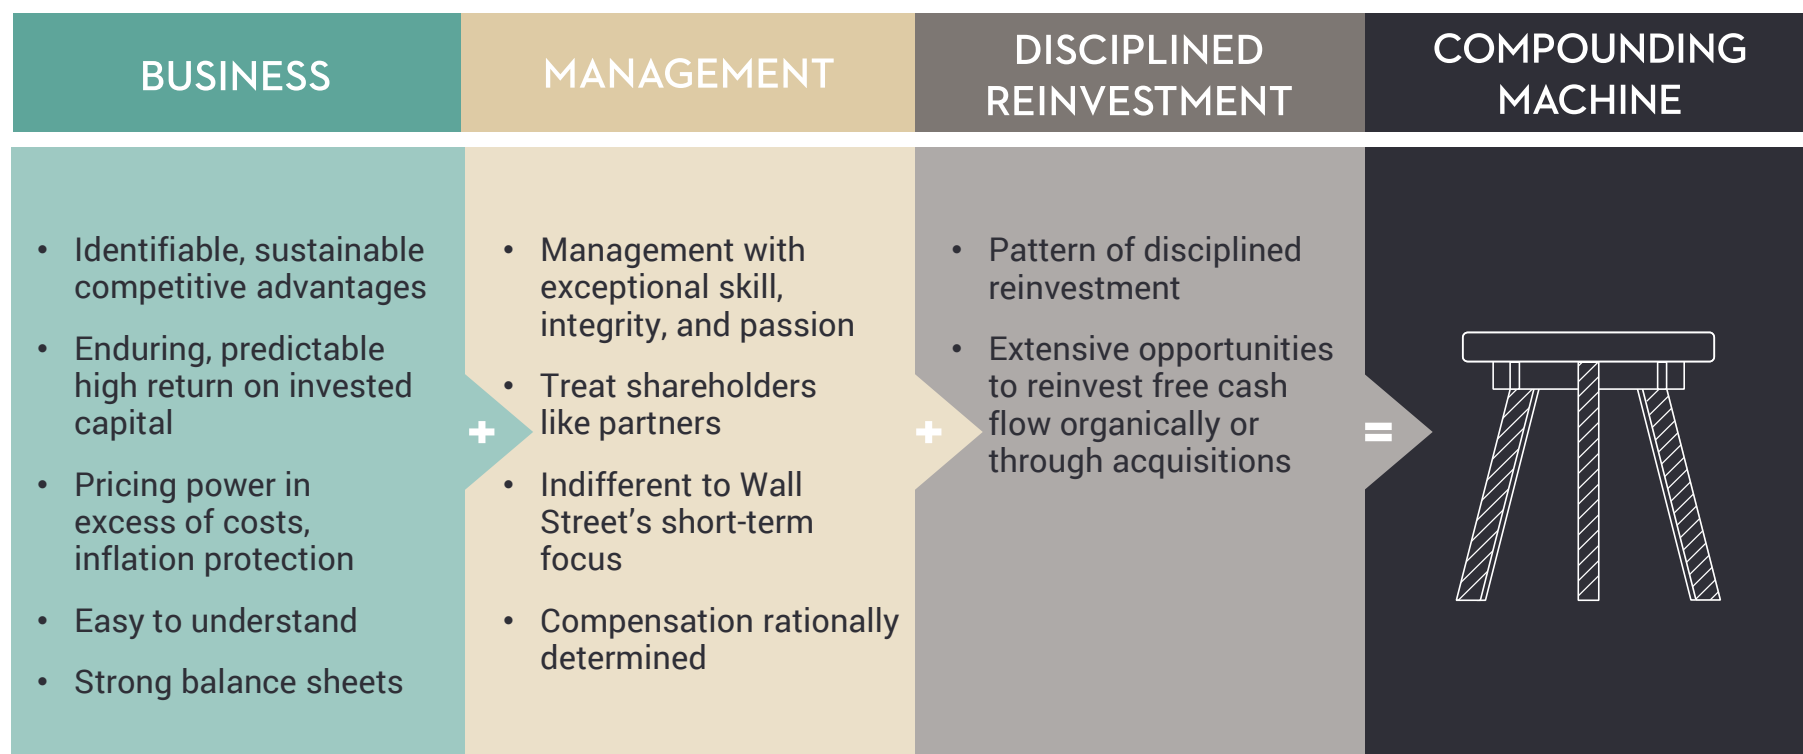 BUSINESS
MANAGEMENT
DISCIPLINED
REINVESTMENT
COMPOUNDING
MACHINE
• Identifiable, sustainable
competitive advantages
• Enduring, predictable
high return on invested
capital
• Pricing power in
excess of costs,
inflation protection
• Easy to understand
• Strong balance sheets
+
• Management with
exceptional skill,
integrity, and passion
• Treat shareholders
like partners
• Indifferent to Wall
Street’s short-term
focus
• Compensation rationally
determined
+
• Pattern of disciplined
reinvestment
• Extensive opportunities
to reinvest free cash
flow organically or
through acquisitions
=